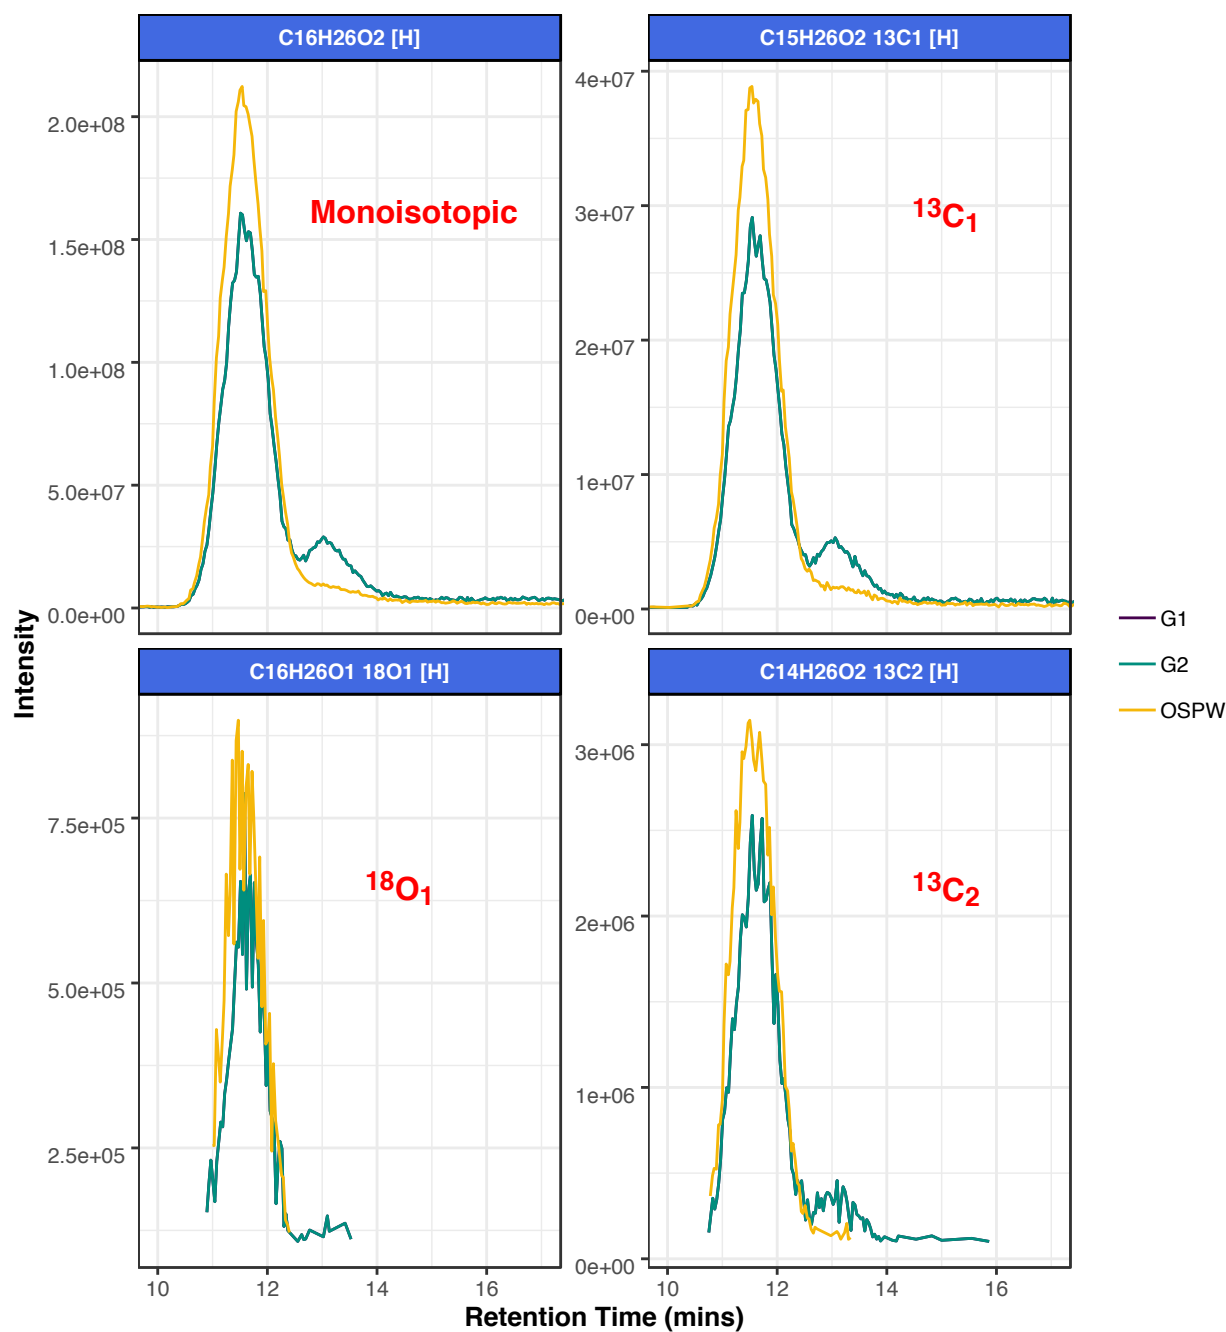 C16H26O2 [H]
C15H26O2 13C1 [H]
2.0e+08
1.5e+08
1.0e+08
5.0e+07
0.0e+00
Monoisotopic
4e+07
3e+07
2e+07
1e+07
0e+00
13C1
C16H26O1 18O1 [H]
C14H26O2 13C2 [H]
7.5e+05
5.0e+05
2.5e+05
18O1
3e+06
2e+06
1e+06
0e+00
13C2
10 12 14 16
10 12 14 16
Retention Time (mins)
Intensity
G1
G2
OSPW